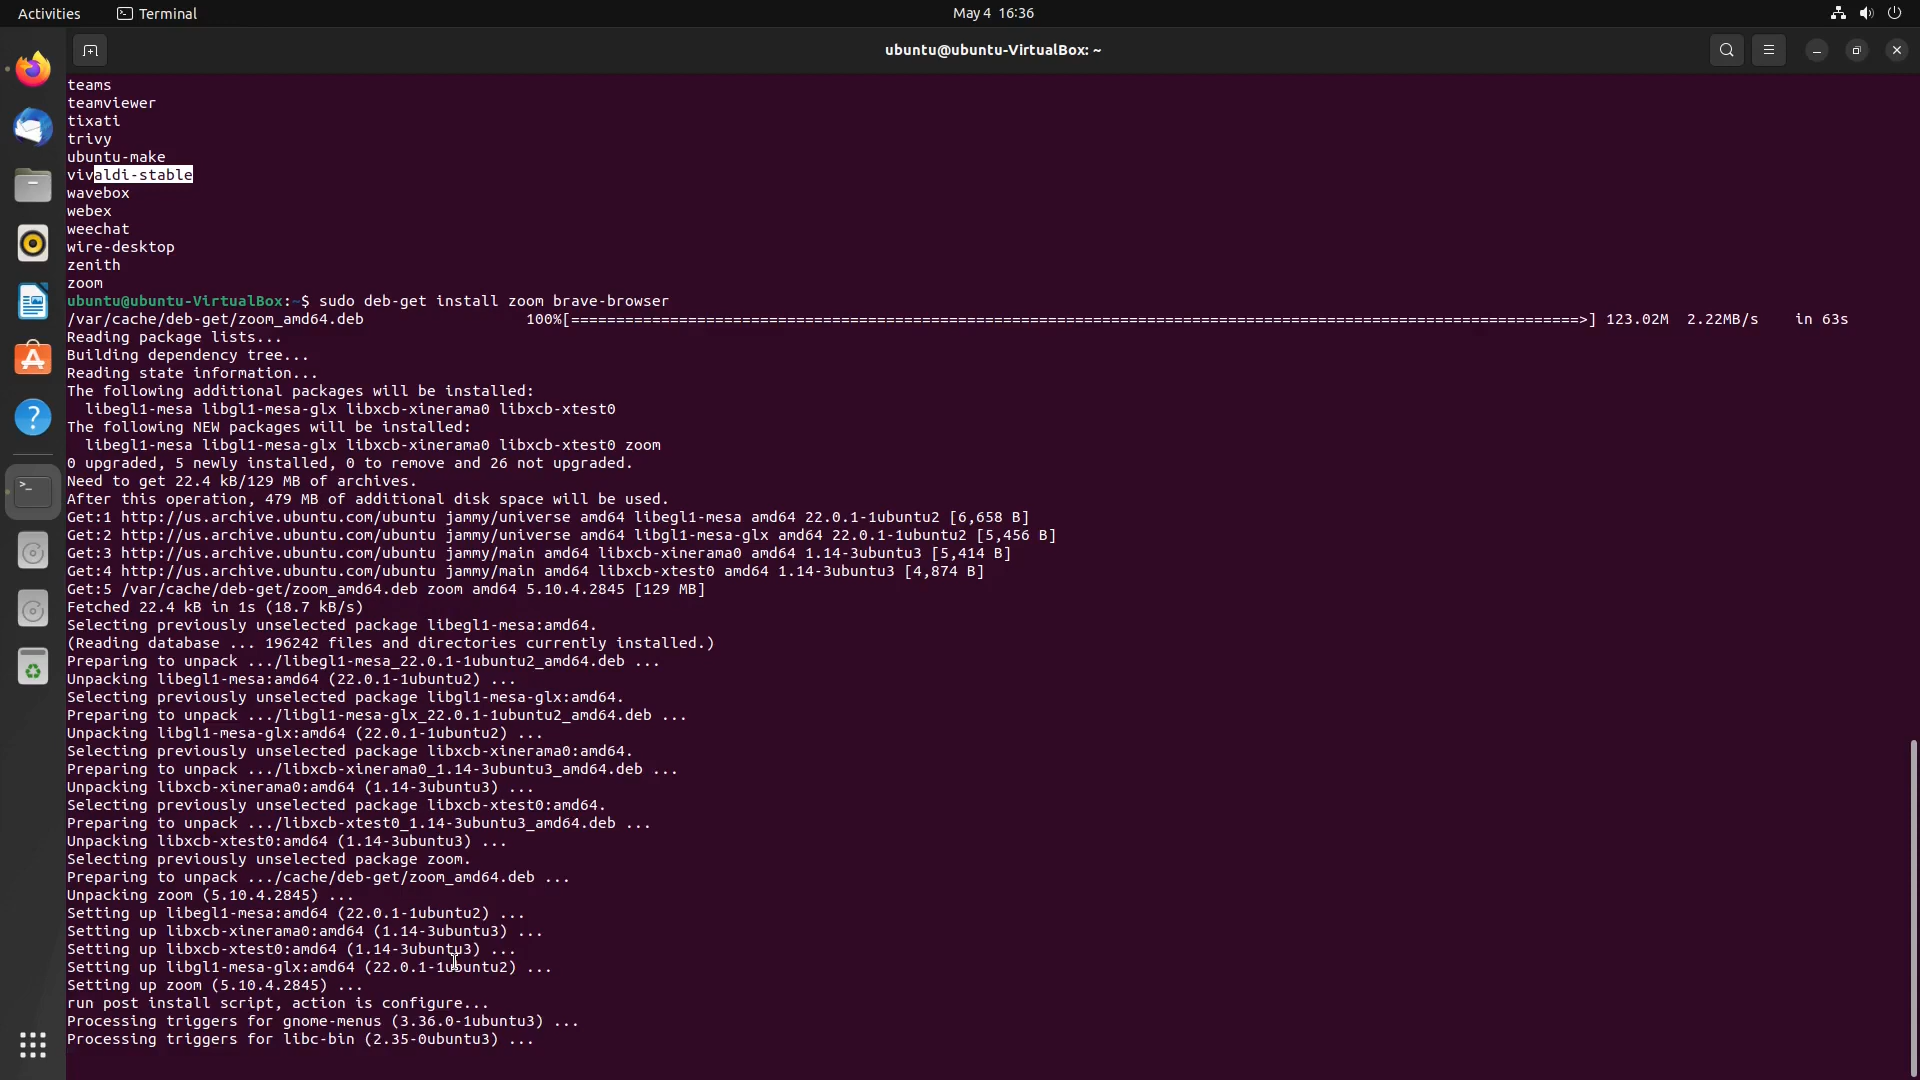 Activities
Terminal
May 4 16:36
ubuntu@ubuntu-VirtualBox: ~
teams
teamviewer
tixati
trivy
ubuntu-make
vivaldi-stable
wavebox
webex
weechat
wire-desktop
zenith
zoom
ubuntu@ubuntu-VirtualBox:~$ sudo deb-get install zoom brave-browser
/var/cache/deb-get/zoom_amd64.deb 100%[================================================================================================================>] 123.02M 2.22MB/s in 63s
Reading package lists...
Building dependency tree...
Reading state information...
The following additional packages will be installed:
libegl1-mesa libgl1-mesa-glx libxcb-xinerama0 libxcb-xtest0
The following NEW packages will be installed:
libegl1-mesa libgl1-mesa-glx libxcb-xinerama0 libxcb-xtest0 zoom
0 upgraded, 5 newly installed, 0 to remove and 26 not upgraded.
Need to get 22.4 kB/129 MB of archives.
After this operation, 479 MB of additional disk space will be used.
Get:1 http://us.archive.ubuntu.com/ubuntu jammy/universe amd64 libegl1-mesa amd64 22.0.1-1ubuntu2 [6,658 B]
Get:2 http://us.archive.ubuntu.com/ubuntu jammy/universe amd64 libgl1-mesa-glx amd64 22.0.1-1ubuntu2 [5,456 B]
Get:3 http://us.archive.ubuntu.com/ubuntu jammy/main amd64 libxcb-xinerama0 amd64 1.14-3ubuntu3 [5,414 B]
Get:4 http://us.archive.ubuntu.com/ubuntu jammy/main amd64 libxcb-xtest0 amd64 1.14-3ubuntu3 [4,874 B]
Get:5 /var/cache/deb-get/zoom_amd64.deb zoom amd64 5.10.4.2845 [129 MB]
Fetched 22.4 kB in 1s (18.7 kB/s)
Selecting previously unselected package libegl1-mesa:amd64.
(Reading database ... 196242 files and directories currently installed.)
Preparing to unpack .../libegl1-mesa_22.0.1-1ubuntu2_amd64.deb ...
Unpacking libegl1-mesa:amd64 (22.0.1-1ubuntu2) ...
Selecting previously unselected package libgl1-mesa-glx:amd64.
Preparing to unpack .../libgl1-mesa-glx_22.0.1-1ubuntu2_amd64.deb ...
Unpacking libgl1-mesa-glx:amd64 (22.0.1-1ubuntu2) ...
Selecting previously unselected package libxcb-xinerama0:amd64.
Preparing to unpack .../libxcb-xinerama0_1.14-3ubuntu3_amd64.deb ...
Unpacking libxcb-xinerama0:amd64 (1.14-3ubuntu3) ...
Selecting previously unselected package libxcb-xtest0:amd64.
Preparing to unpack .../libxcb-xtest0_1.14-3ubuntu3_amd64.deb ...
Unpacking libxcb-xtest0:amd64 (1.14-3ubuntu3) ...
Selecting previously unselected package zoom.
Preparing to unpack .../cache/deb-get/zoom_amd64.deb ...
Unpacking zoom (5.10.4.2845) ...
Setting up libegl1-mesa:amd64 (22.0.1-1ubuntu2) ...
Setting up libxcb-xinerama0:amd64 (1.14-3ubuntu3) ...
Setting up libxcb-xtest0:amd64 (1.14-3ubuntu3) ...
Setting up libgl1-mesa-glx:amd64 (22.0.1-1ubuntu2) ...
Setting up zoom (5.10.4.2845) ...
run post install script, action is configure...
Processing triggers for gnome-menus (3.36.0-1ubuntu3) ...
Processing triggers for libc-bin (2.35-0ubuntu3) ...